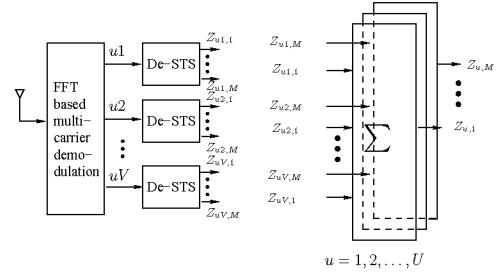 FFT
based
multi-
carrier
demo-
dulation
u1
De-STS
Z_{u1,1}
Z_{u1,M}
u2
De-STS
Z_{u2,1}
Z_{u2,M}
uV
De-STS
Z_{uV,1}
Z_{uV,M}
Z_{u1,M}
Z_{u1,1}
Z_{u2,M}
Z_{u2,1}
Z_{uV,M}
Z_{uV,1}
Σ
Z_{u,M}
Z_{u,1}
u = 1, 2, ..., U